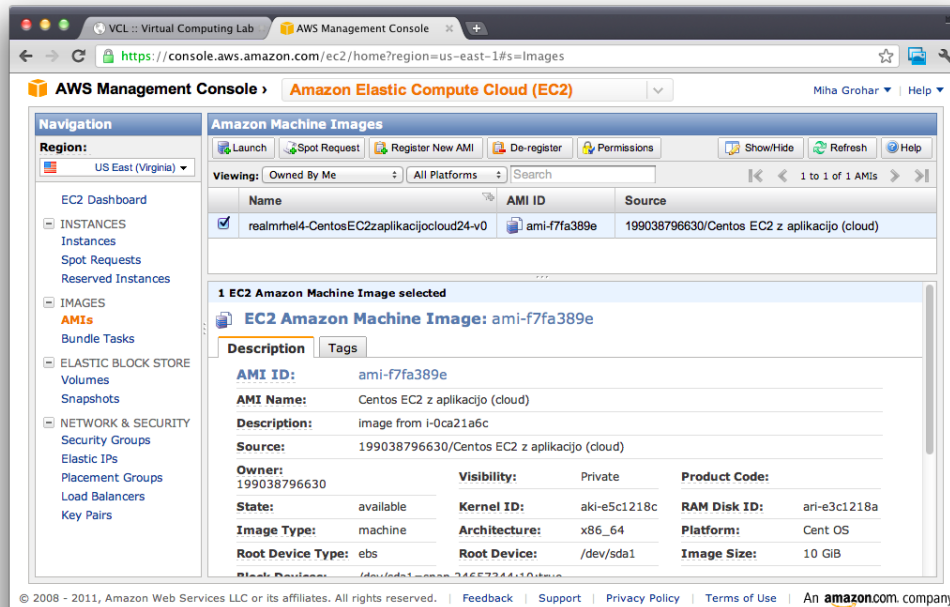 VCL :: Virtual Computing Lab
AWS Management Console
https://console.aws.amazon.com/ec2/home?region=us-east-1#s=Images
AWS Management Console ›
Amazon Elastic Compute Cloud (EC2)
Miha Grohar | Help
Navigation
Region:
US East (Virginia)
EC2 Dashboard
INSTANCES
Instances
Spot Requests
Reserved Instances
IMAGES
AMIs
Bundle Tasks
ELASTIC BLOCK STORE
Volumes
Snapshots
NETWORK & SECURITY
Security Groups
Elastic IPs
Placement Groups
Load Balancers
Key Pairs
Amazon Machine Images
Launch Spot Request Register New AMI De-register Permissions Show/Hide Refresh Help
Viewing: Owned By Me All Platforms Search 1 to 1 of 1 AMIs
Name AMI ID Source
realmrhel4-CentosEC2zaplikacijocloud24-v0 ami-f7fa389e 199038796630/Centos EC2 z aplikacijo (cloud)
1 EC2 Amazon Machine Image selected
EC2 Amazon Machine Image: ami-f7fa389e
Description Tags
AMI ID: ami-f7fa389e
AMI Name: Centos EC2 z aplikacijo (cloud)
Description: image from i-0ca21a6c
Source: 199038796630/Centos EC2 z aplikacijo (cloud)
Owner: 199038796630 Visibility: Private Product Code:
State: available Kernel ID: aki-e5c1218c RAM Disk ID: ari-e3c1218a
Image Type: machine Architecture: x86_64 Platform: Cent OS
Root Device Type: ebs Root Device: /dev/sda1 Image Size: 10 GiB
Block Devices: /dev/sda1=snap-24657344:10:true
© 2008 - 2011, Amazon Web Services LLC or its affiliates. All rights reserved. | Feedback | Support | Privacy Policy | Terms of Use | An amazon.com. company